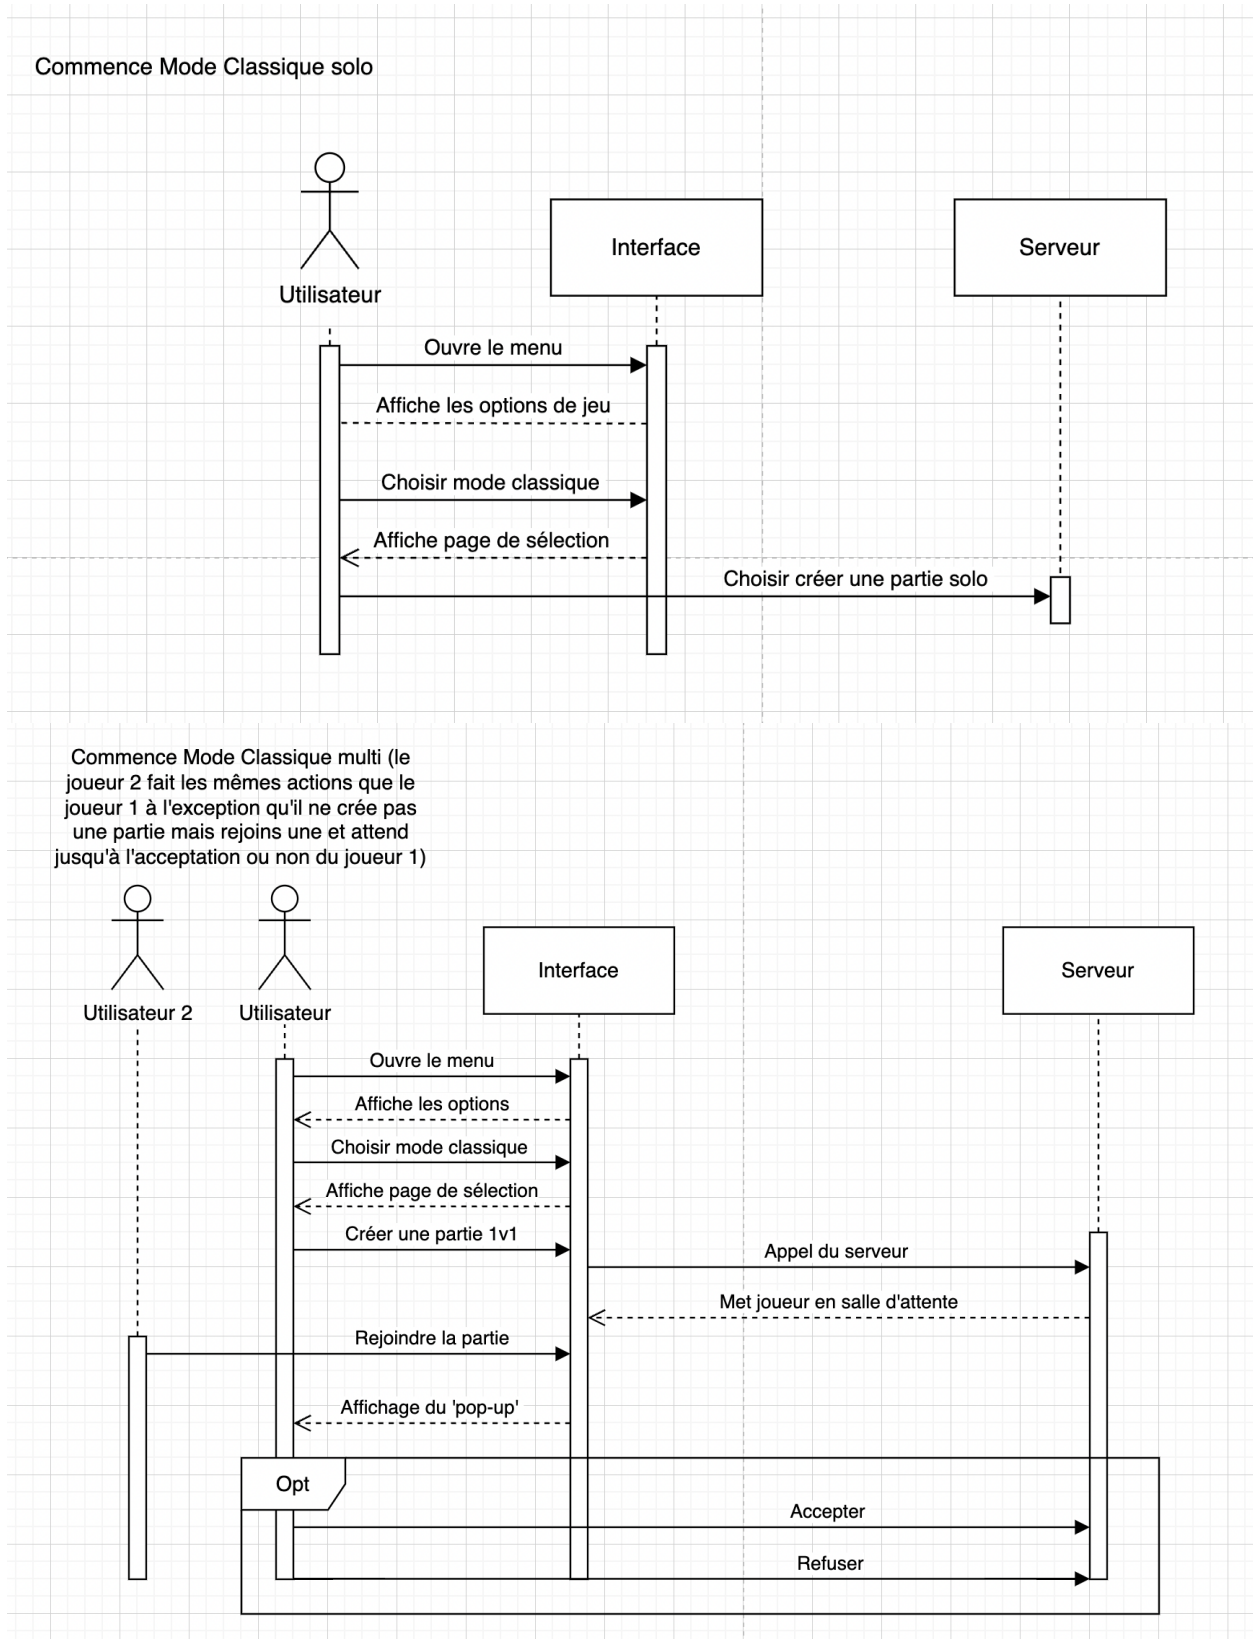 Commence Mode Classique solo
Utilisateur
Interface
Serveur
Ouvre le menu
Affiche les options de jeu
Choisir mode classique
Affiche page de sélection
Choisir créer une partie solo
Commence Mode Classique multi (le
joueur 2 fait les mêmes actions que le
joueur 1 à l'exception qu'il ne crée pas
une partie mais rejoins une et attend
jusqu'à l'acceptation ou non du joueur 1)
Utilisateur 2
Utilisateur
Interface
Serveur
Ouvre le menu
Affiche les options
Choisir mode classique
Affiche page de sélection
Créer une partie 1v1
Appel du serveur
Met joueur en salle d'attente
Rejoindre la partie
Affichage du 'pop-up'
Opt
Accepter
Refuser